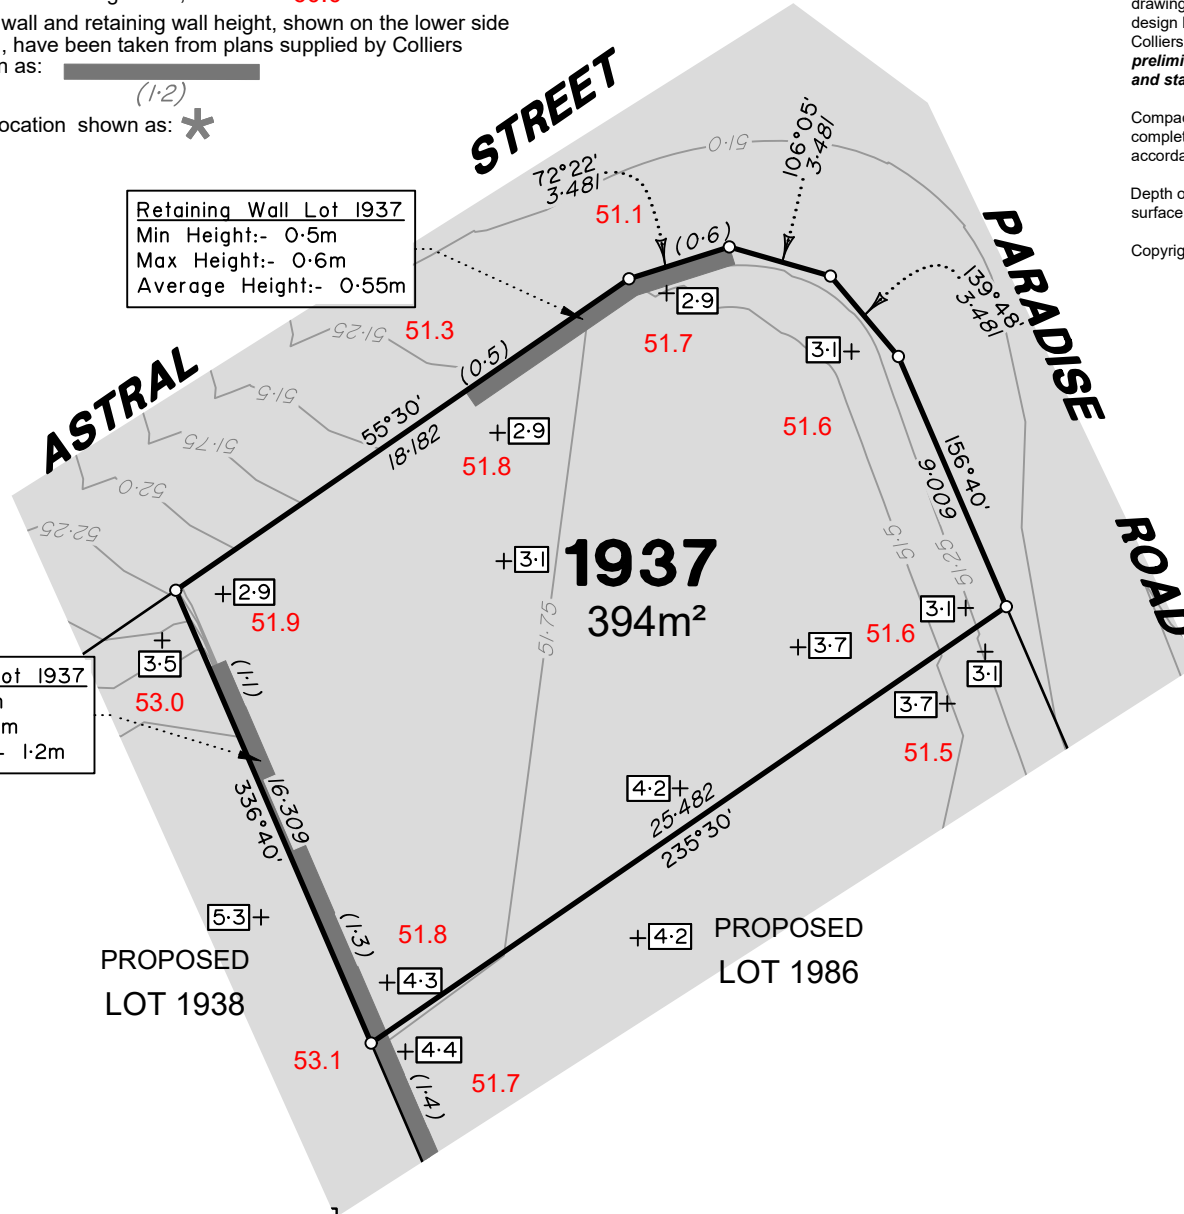 wall and retaining wall height, shown on the lower side
, have been taken from plans supplied by Colliers
as:
(1·2)
ocation shown as: *
drawing
design
Colliers
prelimi
and sta
Compac
complet
accorda
Depth o
surface
Copyrig
STREET
72°22'
3·481
106°05'
3·481
51·0
51.1
(0·6)
Retaining Wall Lot 1937
Min Height:- 0·5m
Max Height:- 0·6m
Average Height:- 0·55m
PARADISE
139°48'
3·481
2·9
51·25
51.3
51.7
3·1
(0·5)
ASTRAL
51·5
55°30'
18·182
2·9
51.8
51.6
51·75
52·0
52·25
156°40'
9·009
51·5
51·25
ROAD
3·1
1937
394m²
51·75
2·9
51.9
3·1
51.6
3·7
3·5
53.0
3·1
3·7
51.5
ot 1937
m
- 1·2m
(1·1)
336°40'
16·309
4·2
25·482
235°30'
5·3
PROPOSED
LOT 1938
(1·3)
51.8
4·3
4·2
PROPOSED
LOT 1986
53.1
4·4
51.7
(1·4)